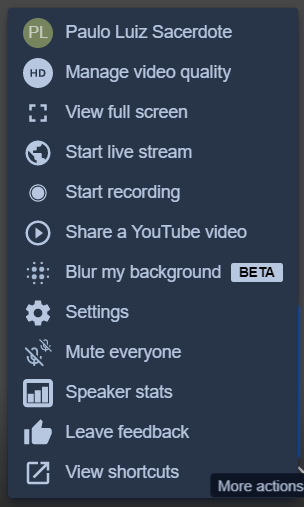 PL Paulo Luiz Sacerdote
HD Manage video quality
View full screen
Start live stream
Start recording
Share a YouTube video
Blur my background BETA
Settings
Mute everyone
Speaker stats
Leave feedback
View shortcuts
More actions